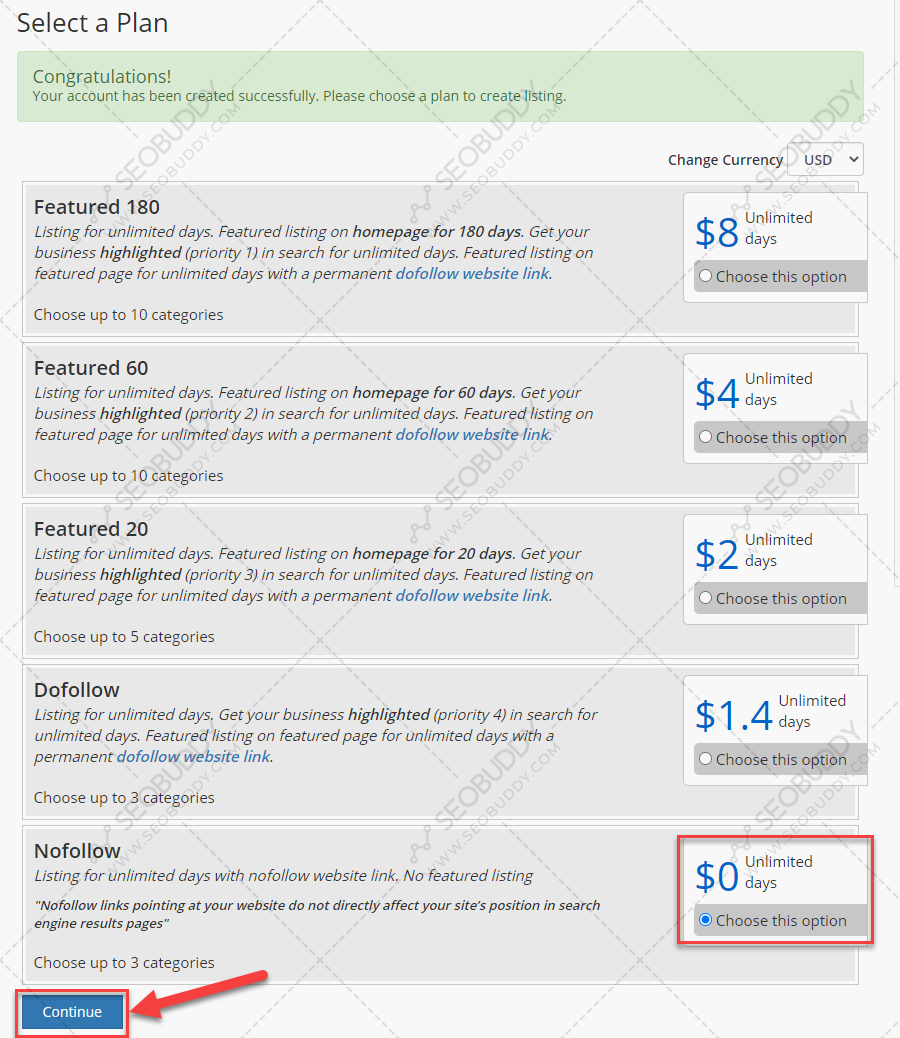 Select a Plan
Congratulations!
Your account has been created successfully. Please choose a plan to create listing.
Change Currency USD
Featured 180
Listing for unlimited days. Featured listing on homepage for 180 days. Get your
business highlighted (priority 1) in search for unlimited days. Featured listing on
featured page for unlimited days with a permanent dofollow website link.
Choose up to 10 categories
$8 Unlimited
days
Choose this option
Featured 60
Listing for unlimited days. Featured listing on homepage for 60 days. Get your
business highlighted (priority 2) in search for unlimited days. Featured listing on
featured page for unlimited days with a permanent dofollow website link.
Choose up to 10 categories
$4 Unlimited
days
Choose this option
Featured 20
Listing for unlimited days. Featured listing on homepage for 20 days. Get your
business highlighted (priority 3) in search for unlimited days. Featured listing on
featured page for unlimited days with a permanent dofollow website link.
Choose up to 5 categories
$2 Unlimited
days
Choose this option
Dofollow
Listing for unlimited days. Get your business highlighted (priority 4) in search for
unlimited days. Featured listing on featured page for unlimited days with a
permanent dofollow website link.
Choose up to 3 categories
$1.4 Unlimited
days
Choose this option
Nofollow
Listing for unlimited days with nofollow website link. No featured listing
"Nofollow links pointing at your website do not directly affect your site's position in search
engine results pages"
Choose up to 3 categories
$0 Unlimited
days
Choose this option
Continue
SEOBUDDY
WWW.SEOBUDDY.COM